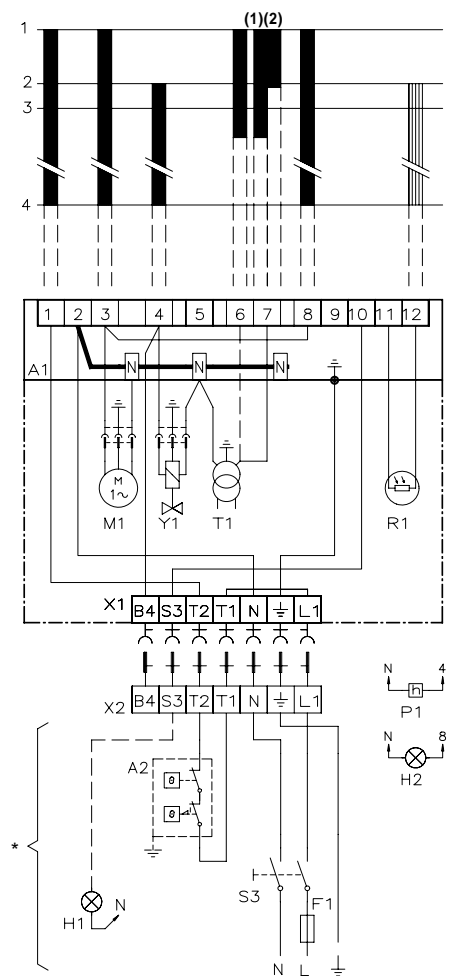 (1)(2)
1
2
3
4
1 2 3 4 5 6 7 8 9 10 11 12
N N N
A1
M
1~
M1 Y1 T1 R1
X1 B4 S3 T2 T1 N L1
X2 B4 S3 T2 T1 N L1
N 4
h
P1
N 8
H2
A2
θ
θ
*
S3 F1
H1 N
N L